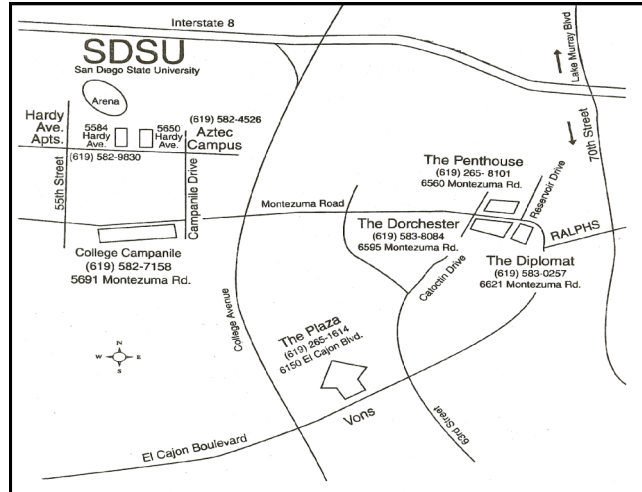 Interstate 8
SDSU
San Diego State University
Lake Murray Blvd
Arena
(619) 582-4526
Hardy
Ave.
Apts.
5584
Hardy
Ave.
5650
Hardy
Ave.
Aztec
Campus
(619) 582-9830
55th Street
Campanile Drive
70th Street
The Penthouse
(619) 265- 8101
6560 Montezuma Rd.
Reservoir Drive
Montezuma Road
The Dorchester
(619) 583-8084
6595 Montezuma Rd.
RALPHS
College Campanile
(619) 582-7158
5691 Montezuma Rd.
Catoctin Drive
The Diplomat
(619) 583-0257
6621 Montezuma Rd.
College Avenue
The Plaza
(619) 265-1614
6150 El Cajon Blvd.
N
W E
S
Vons
63rd Street
El Cajon Boulevard